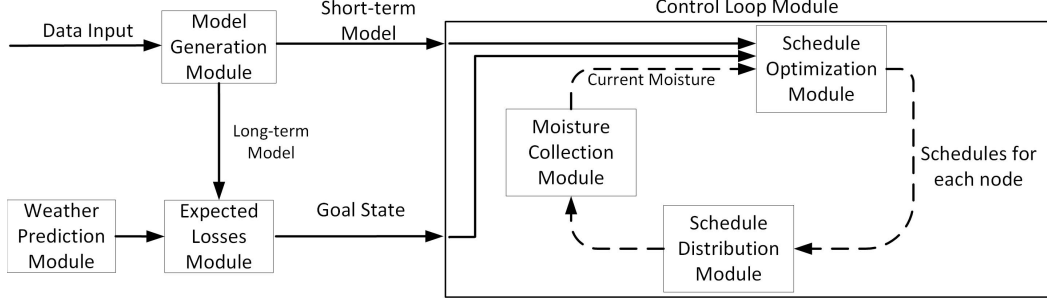 Data Input
Model
Generation
Module
Short-term
Model
Control Loop Module
Schedule
Optimization
Module
Current Moisture
Long-term
Model
Moisture
Collection
Module
Schedules for
each node
Weather
Prediction
Module
Expected
Losses
Module
Goal State
Schedule
Distribution
Module